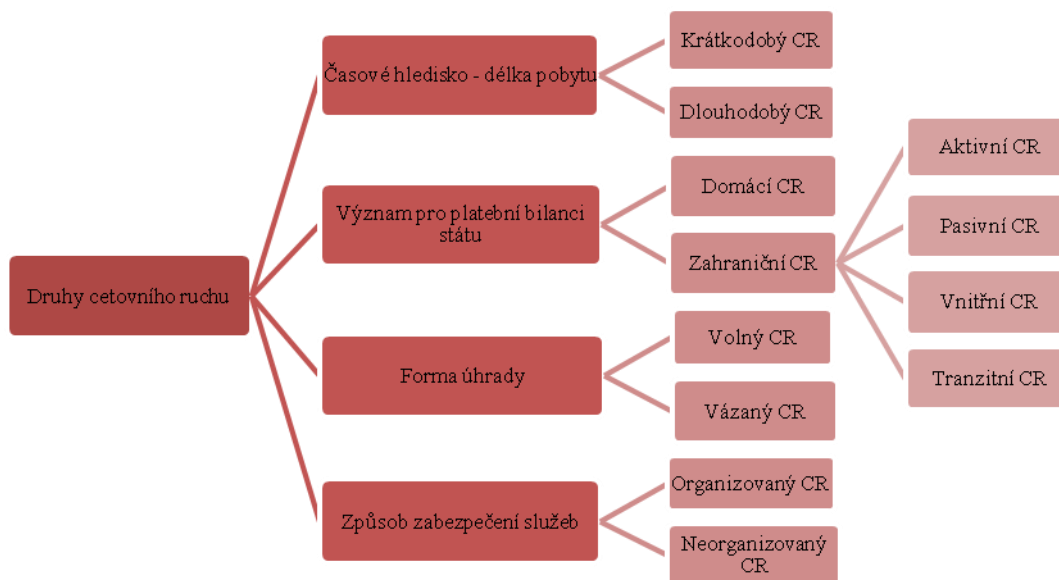 Druhy cetovního ruchu
Časové hledisko - délka pobytu
Krátkodobý CR
Dlouhodobý CR
Význam pro platební bilanci
státu
Domácí CR
Zahraniční CR
Aktivní CR
Pasivní CR
Vnitřní CR
Tranzitní CR
Forma úhrady
Volný CR
Vázaný CR
Způsob zabezpečení služeb
Organizovaný CR
Neorganizovaný
CR